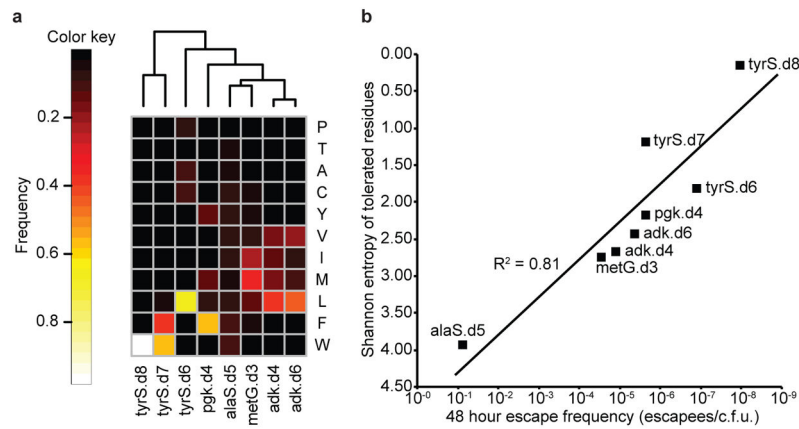 a
Color key
Frequency
0.2
0.4
0.6
0.8
P
T
A
C
Y
V
I
M
L
F
W
tyrS.d8
tyrS.d7
tyrS.d6
pgk.d4
alaS.d5
metG.d3
adk.d4
adk.d6
b
Shannon entropy of tolerated residues
0.00
0.50
1.00
1.50
2.00
2.50
3.00
3.50
4.00
4.50
tyrS.d8
tyrS.d7
tyrS.d6
pgk.d4
adk.d6
adk.d4
metG.d3
R² = 0.81
alaS.d5
10⁻⁰ 10⁻¹ 10⁻² 10⁻³ 10⁻⁴ 10⁻⁵ 10⁻⁶ 10⁻⁷ 10⁻⁸ 10⁻⁹
48 hour escape frequency (escapees/c.f.u.)